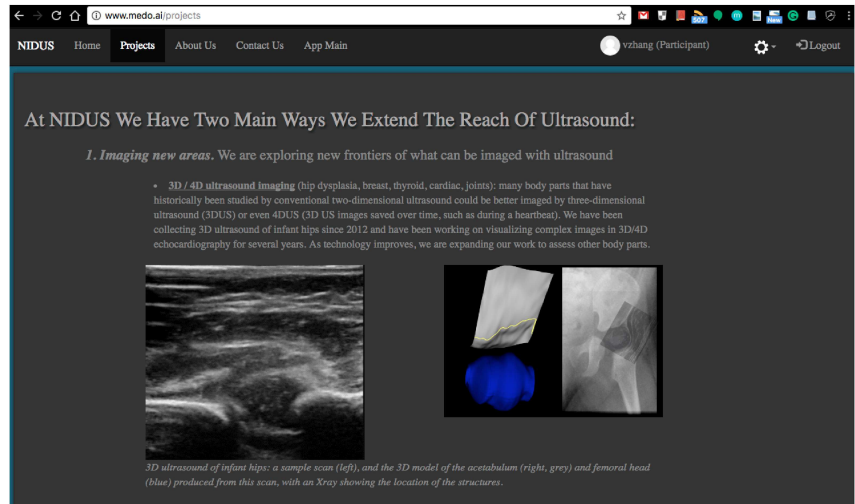 www.medo.ai/projects
507
New
NIDUS Home Projects About Us Contact Us App Main vzhang (Participant) Logout
At NIDUS We Have Two Main Ways We Extend The Reach Of Ultrasound:
1. Imaging new areas. We are exploring new frontiers of what can be imaged with ultrasound
• 3D / 4D ultrasound imaging (hip dysplasia, breast, thyroid, cardiac, joints): many body parts that have
historically been studied by conventional two-dimensional ultrasound could be better imaged by three-dimensional
ultrasound (3DUS) or even 4DUS (3D US images saved over time, such as during a heartbeat). We have been
collecting 3D ultrasound of infant hips since 2012 and have been working on visualizing complex images in 3D/4D
echocardiography for several years. As technology improves, we are expanding our work to assess other body parts.
3D ultrasound of infant hips: a sample scan (left), and the 3D model of the acetabulum (right, grey) and femoral head
(blue) produced from this scan, with an Xray showing the location of the structures.